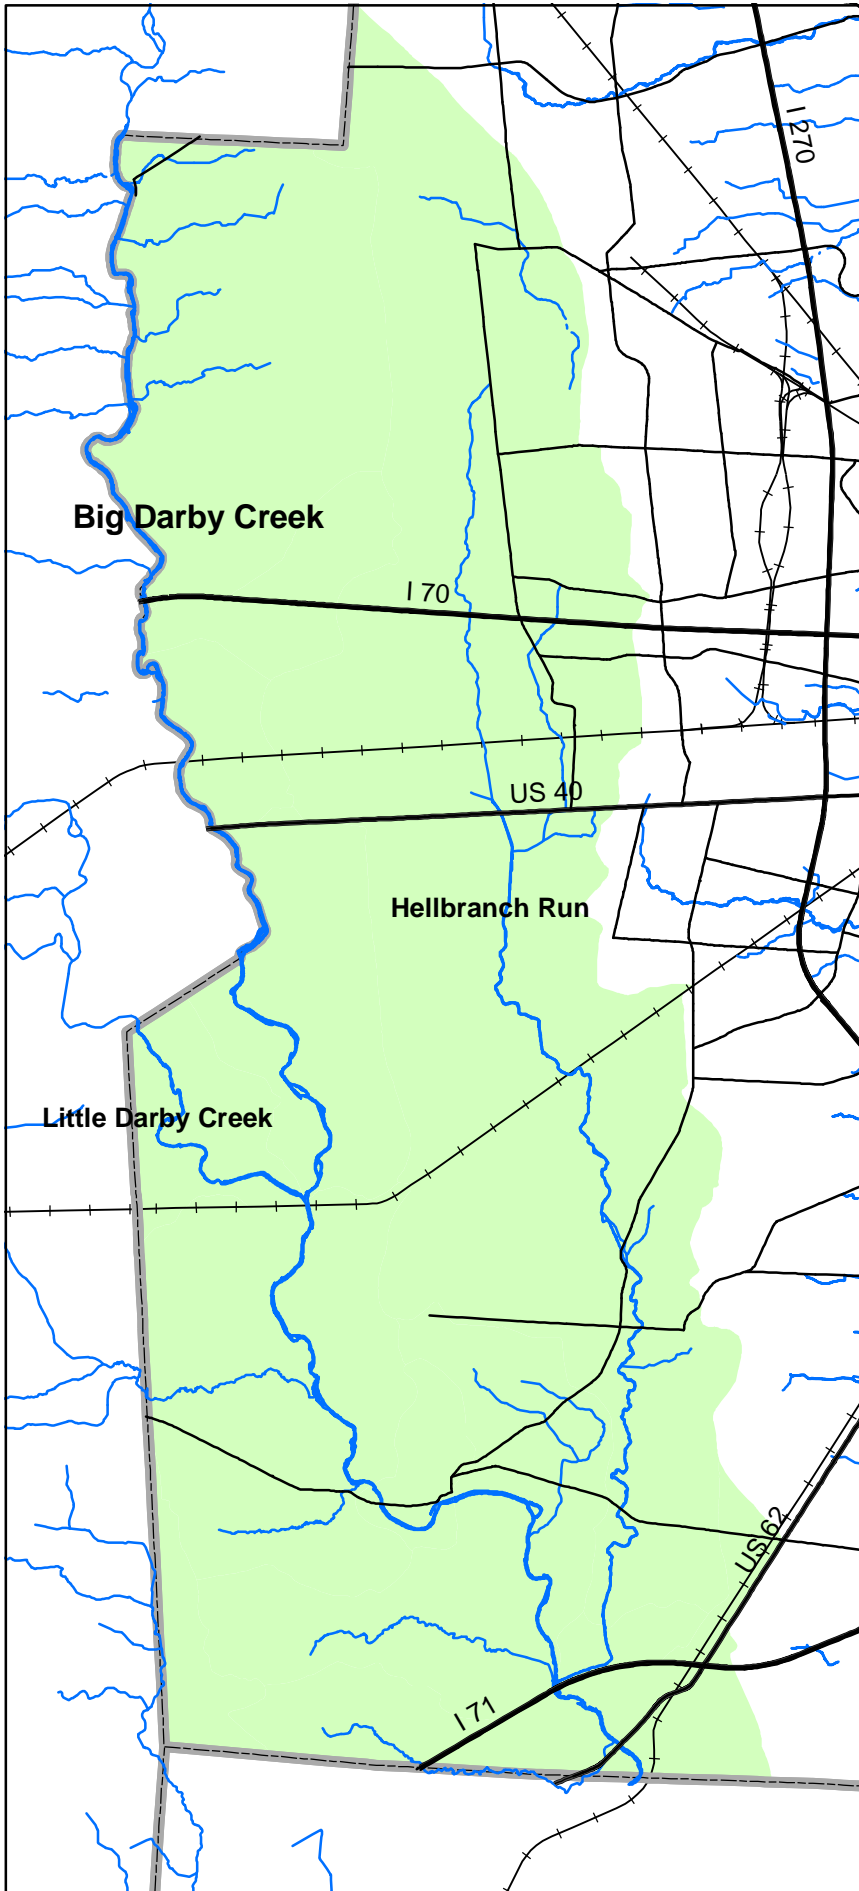 I 270
Big Darby Creek
I 70
US 40
Hellbranch Run
Little Darby Creek
US 62
I 71